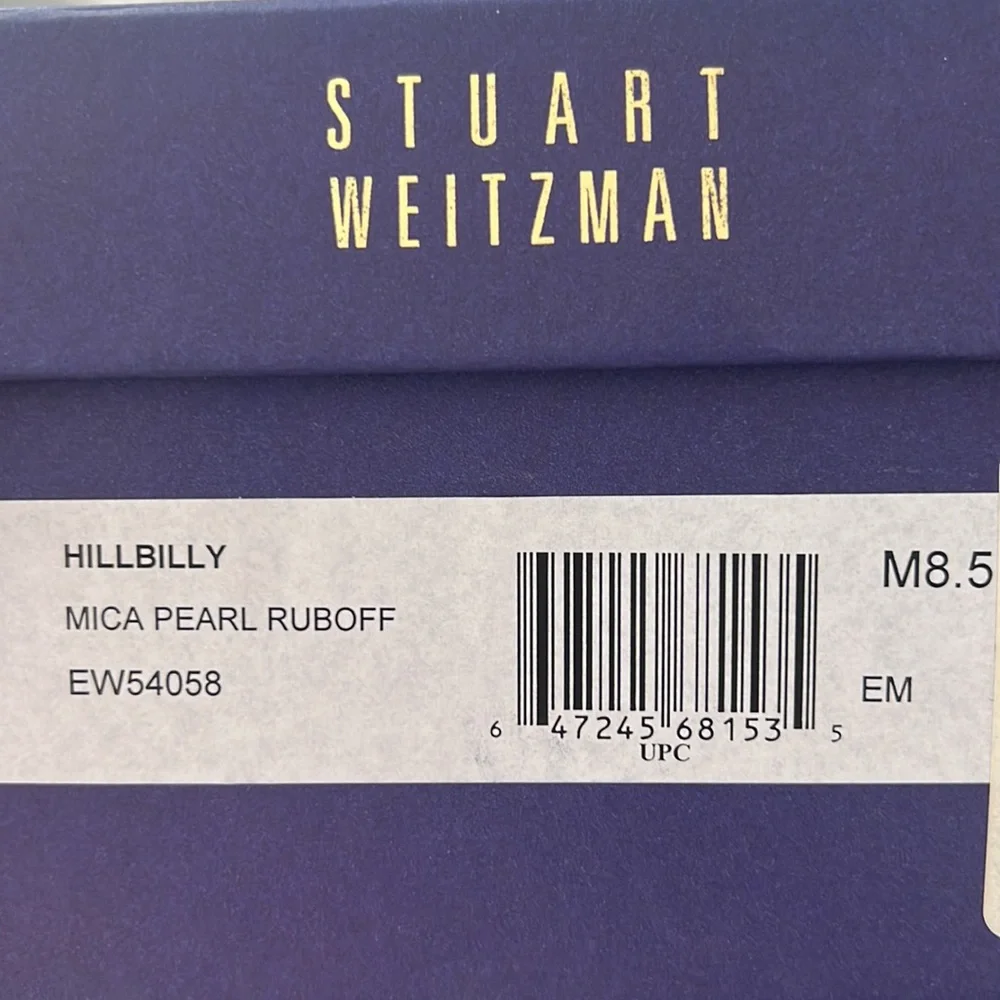 STUART
WEITZMAN
HILLBILLY
MICA PEARL RUBOFF
EW54058
6 47245 68153 5
UPC
M8.5
EM